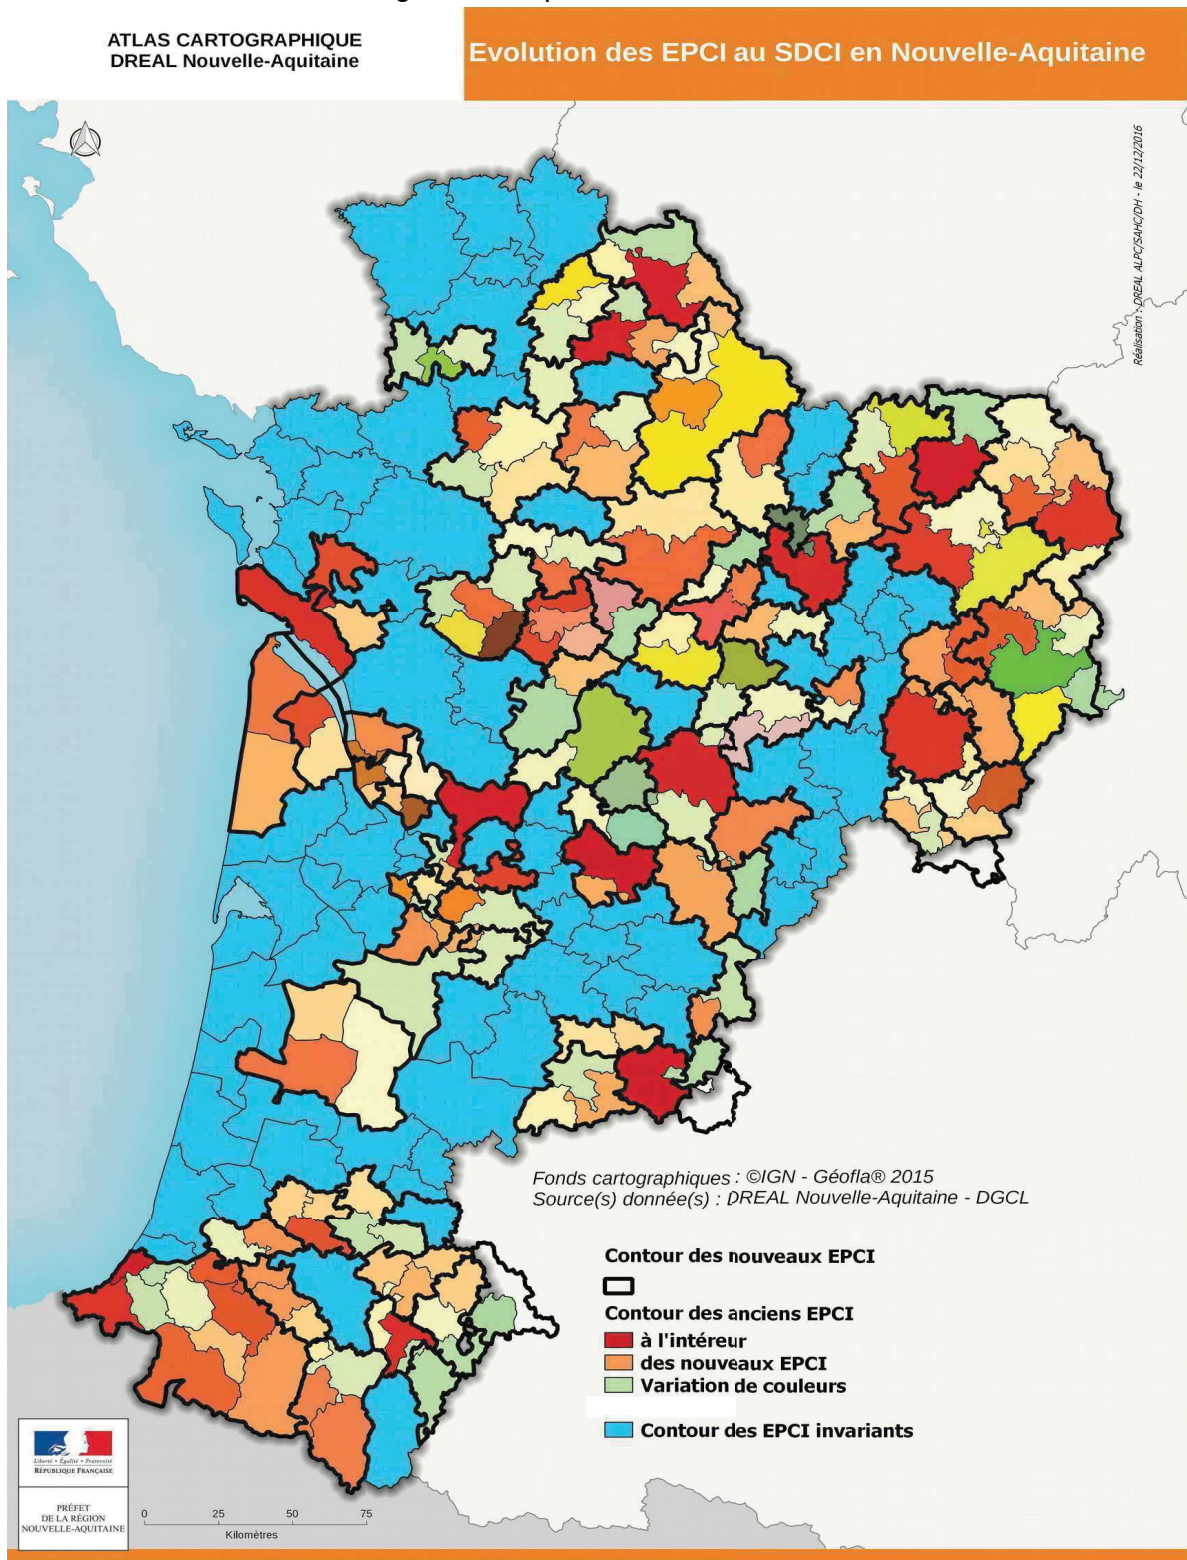 ATLAS CARTOGRAPHIQUE
DREAL Nouvelle-Aquitaine
Evolution des EPCI au SDCI en Nouvelle-Aquitaine
Réalisation : DREAL ALPC/SAHC/DH - le 22/12/2016
Fonds cartographiques : ©IGN - Géofla® 2015
Source(s) donnée(s) : DREAL Nouvelle-Aquitaine - DGCL
Contour des nouveaux EPCI
Contour des anciens EPCI
à l'intéreur
des nouveaux EPCI
Variation de couleurs
Contour des EPCI invariants
Liberté • Égalité • Fraternité
RÉPUBLIQUE FRANÇAISE
PRÉFET
DE LA RÉGION
NOUVELLE-AQUITAINE
0 25 50 75
Kilomètres